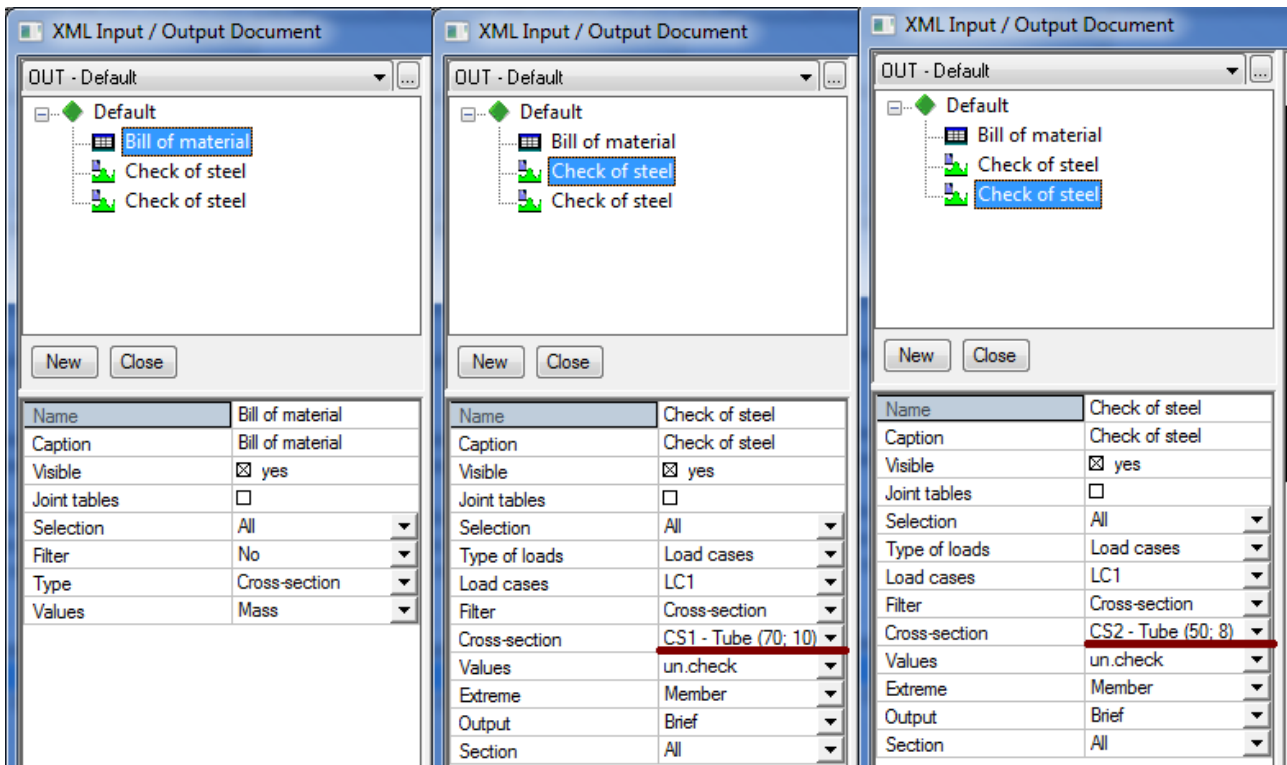 XML Input / Output Document
OUT - Default
...
Default
Bill of material
Check of steel
Check of steel
New Close
Name Bill of material
Caption Bill of material
Visible yes
Joint tables
Selection All
Filter No
Type Cross-section
Values Mass
XML Input / Output Document
OUT - Default
...
Default
Bill of material
Check of steel
Check of steel
New Close
Name Check of steel
Caption Check of steel
Visible yes
Joint tables
Selection All
Type of loads Load cases
Load cases LC1
Filter Cross-section
Cross-section CS1 - Tube (70; 10)
Values un.check
Extreme Member
Output Brief
Section All
XML Input / Output Document
OUT - Default
...
Default
Bill of material
Check of steel
Check of steel
New Close
Name Check of steel
Caption Check of steel
Visible yes
Joint tables
Selection All
Type of loads Load cases
Load cases LC1
Filter Cross-section
Cross-section CS2 - Tube (50; 8)
Values un.check
Extreme Member
Output Brief
Section All